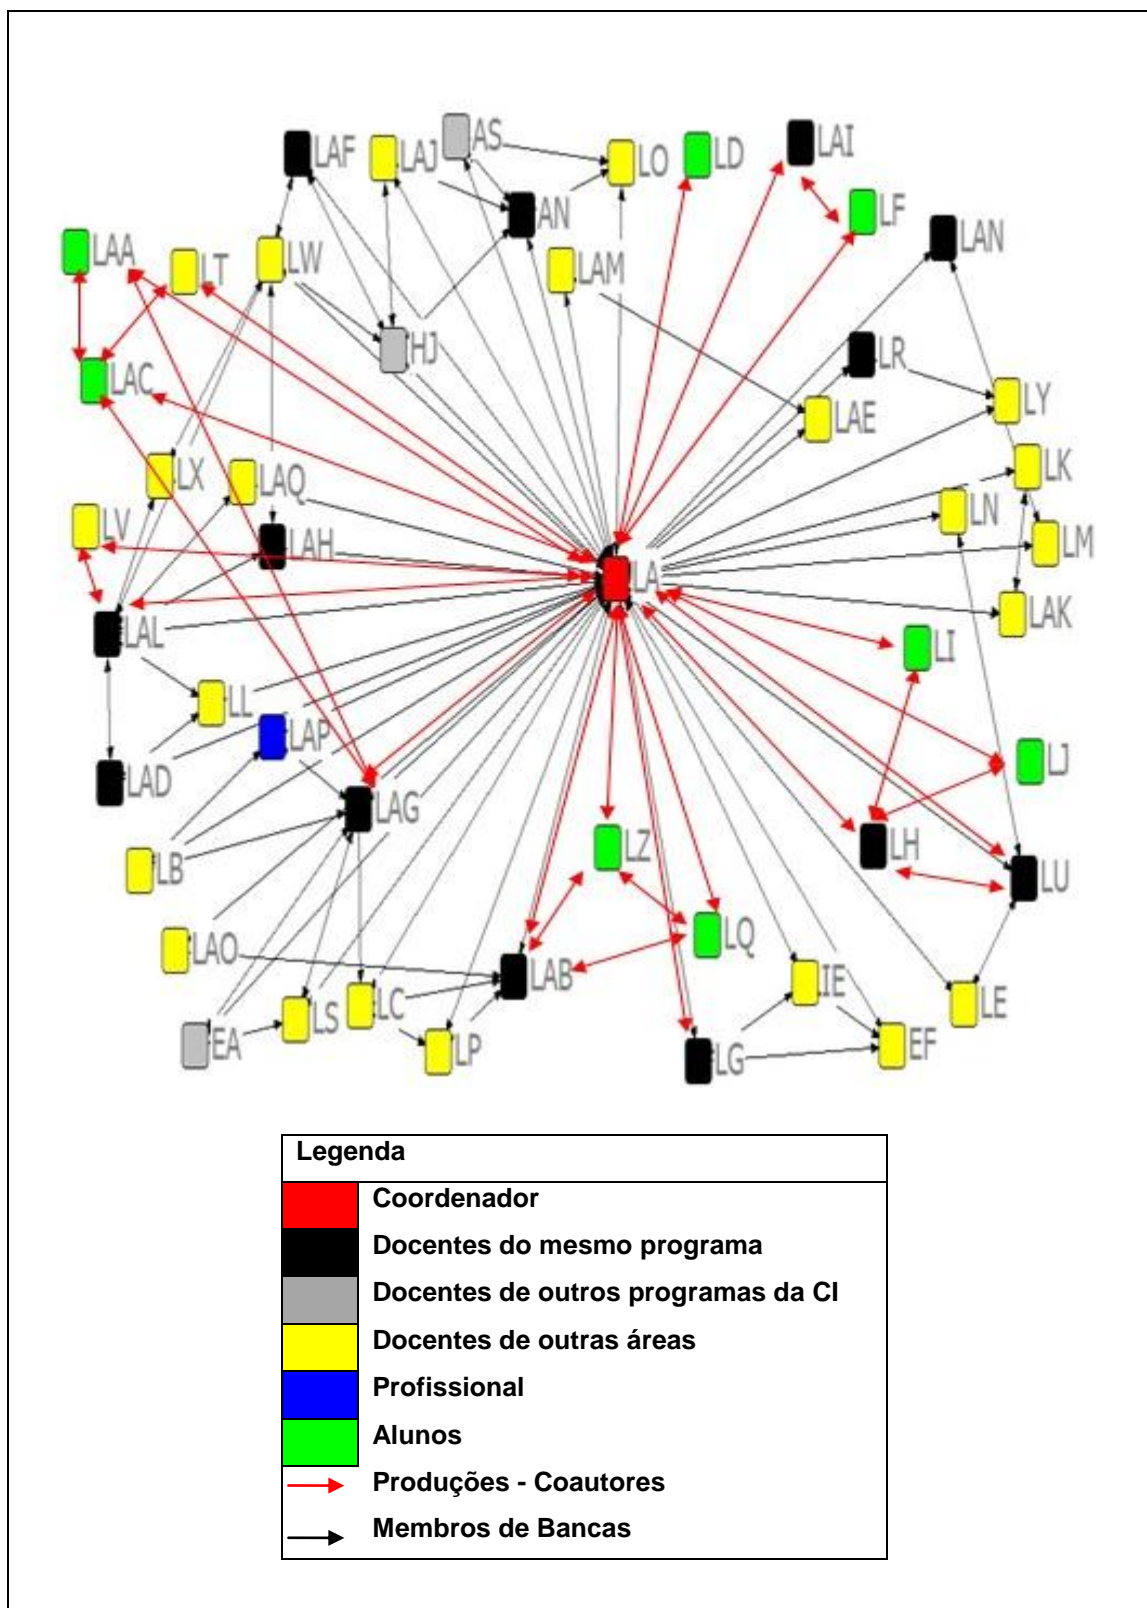 AS
LAF
LAJ
LO
LD
LAI
AN
LF
LAN
LAA
LT
LW
LAM
HJ
LR
LAC
LAE
LY
LX
LAQ
LK
LN
LV
LAH
LM
LA
LAL
LAK
LI
LL
LAP
LJ
LAD
LAG
LZ
LH
LB
LU
LQ
LAO
LAB
IE
LE
LS
LC
EA
LP
LG
EF
Legenda
Coordenador
Docentes do mesmo programa
Docentes de outros programas da CI
Docentes de outras áreas
Profissional
Alunos
Produções - Coautores
Membros de Bancas